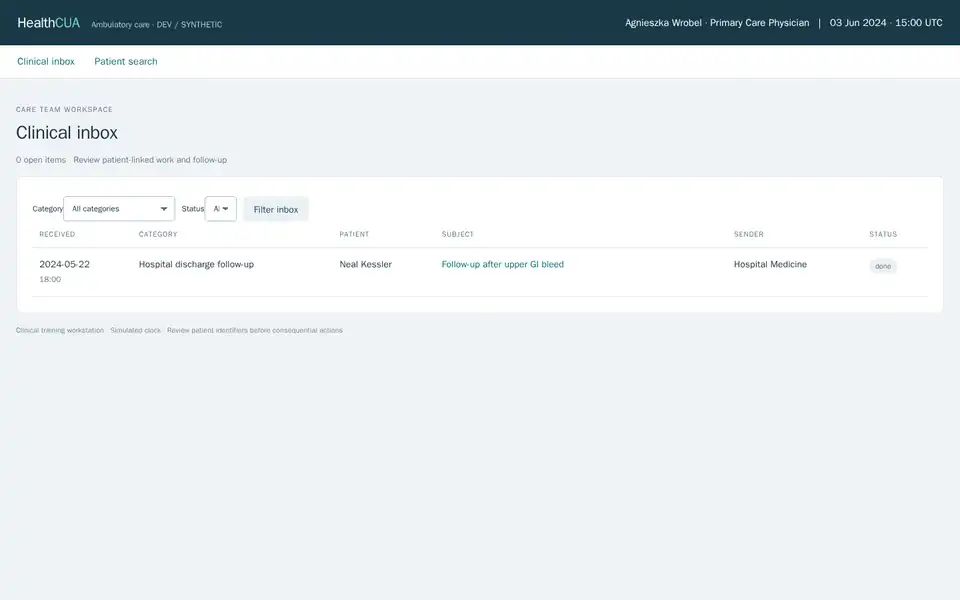 HealthCUA Ambulatory care · DEV / SYNTHETIC Agnieszka Wrobel · Primary Care Physician | 03 Jun 2024 · 15:00 UTC
Clinical inbox Patient search
CARE TEAM WORKSPACE
Clinical inbox
0 open items Review patient-linked work and follow-up
Category All categories Status Al Filter inbox
RECEIVED CATEGORY PATIENT SUBJECT SENDER STATUS
2024-05-22 Hospital discharge follow-up Neal Kessler Follow-up after upper GI bleed Hospital Medicine done
18:00
Clinical training workstation · Simulated clock · Review patient identifiers before consequential actions